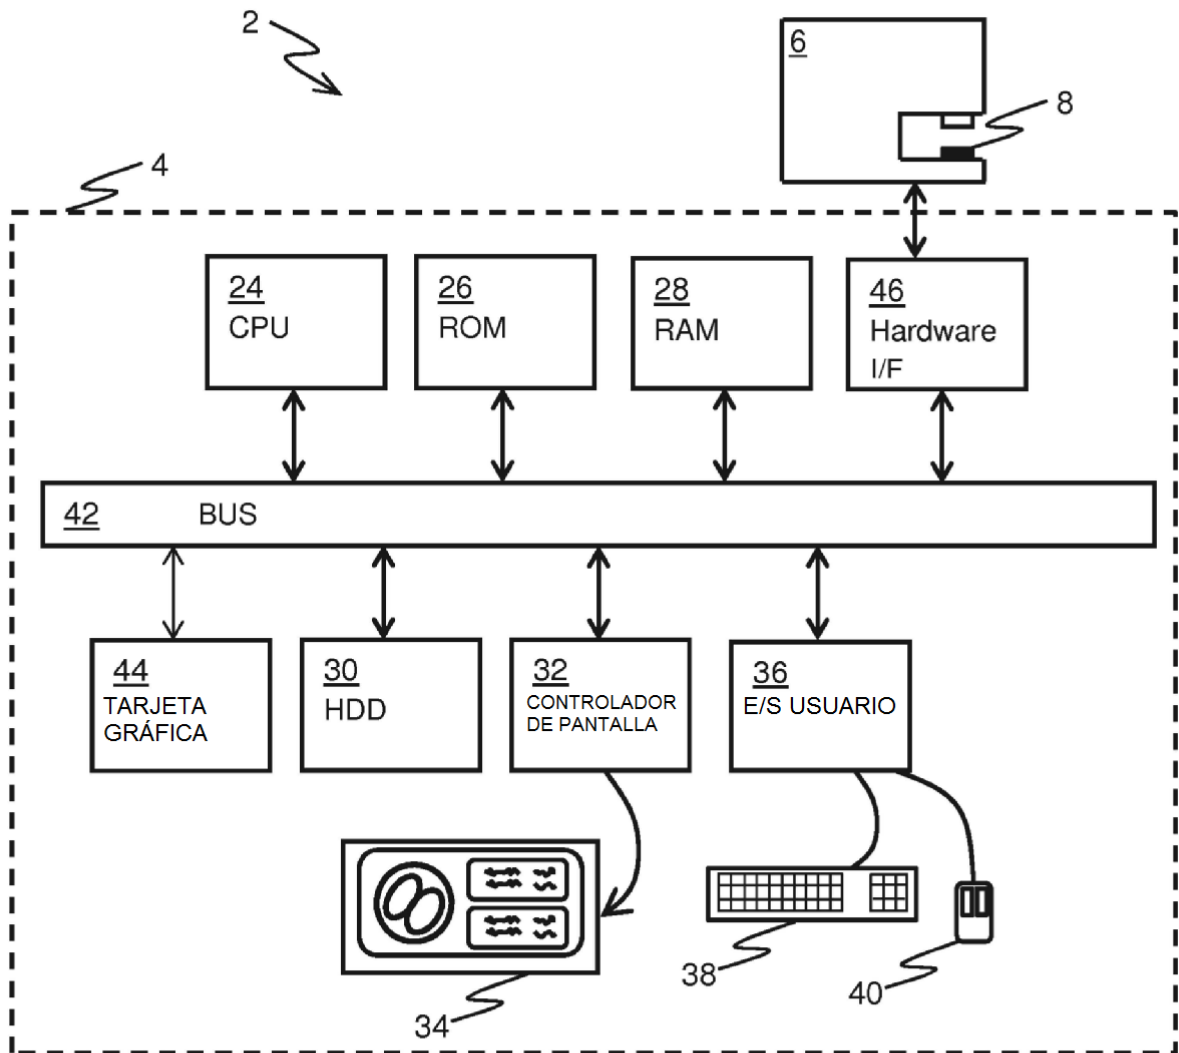 2
6
8
4
24
CPU
26
ROM
28
RAM
46
Hardware
I/F
42 BUS
44
TARJETA
GRÁFICA
30
HDD
32
CONTROLADOR
DE PANTALLA
36
E/S USUARIO
34
38
40